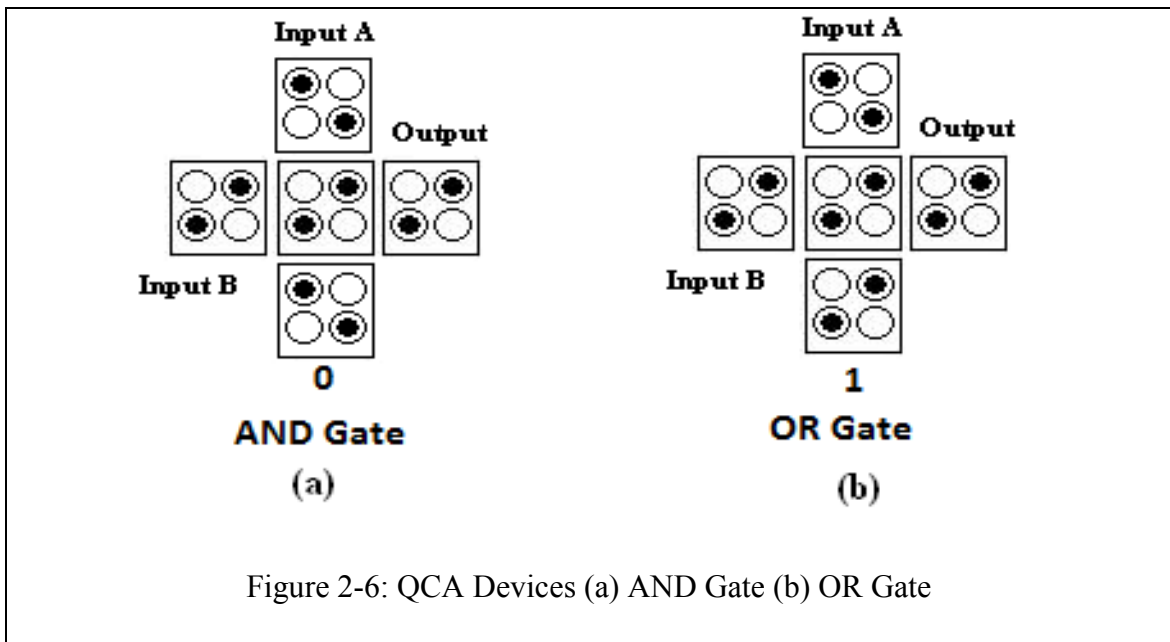 Input A
Output
Input B
0
AND Gate
(a)
Input A
Output
Input B
1
OR Gate
(b)
Figure 2-6: QCA Devices (a) AND Gate (b) OR Gate